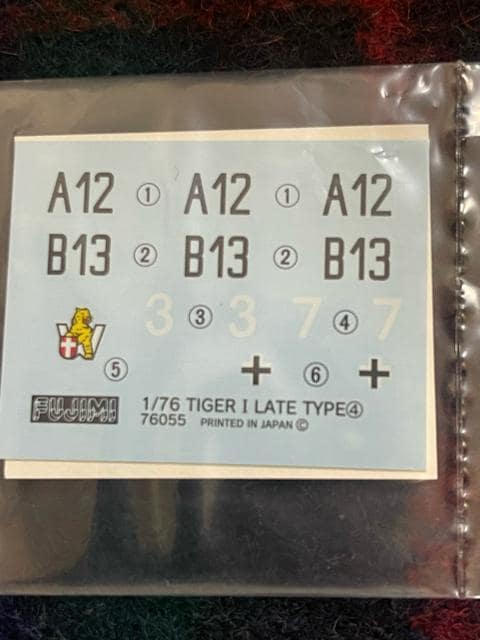 A12 ① A12 ① A12
B13 ② B13 ② B13
3 ③ 3 7 ④ 7
W
⑤ ⑥
FUJIMI 1/76 TIGER I LATE TYPE④
76055 PRINTED IN JAPAN ©